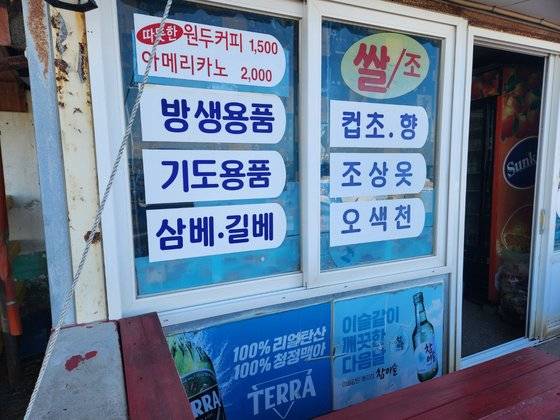 따뜻한 원두커피 1,500
아메리카노 2,000
방생용품
기도용품
삼베.길베
쌀/조
컵초.향
조상옷
오색천
Sunk
100% 리얼탄산
100% 청정맥아
TERRA
이슬같이
깨끗한
다음날
참이슬